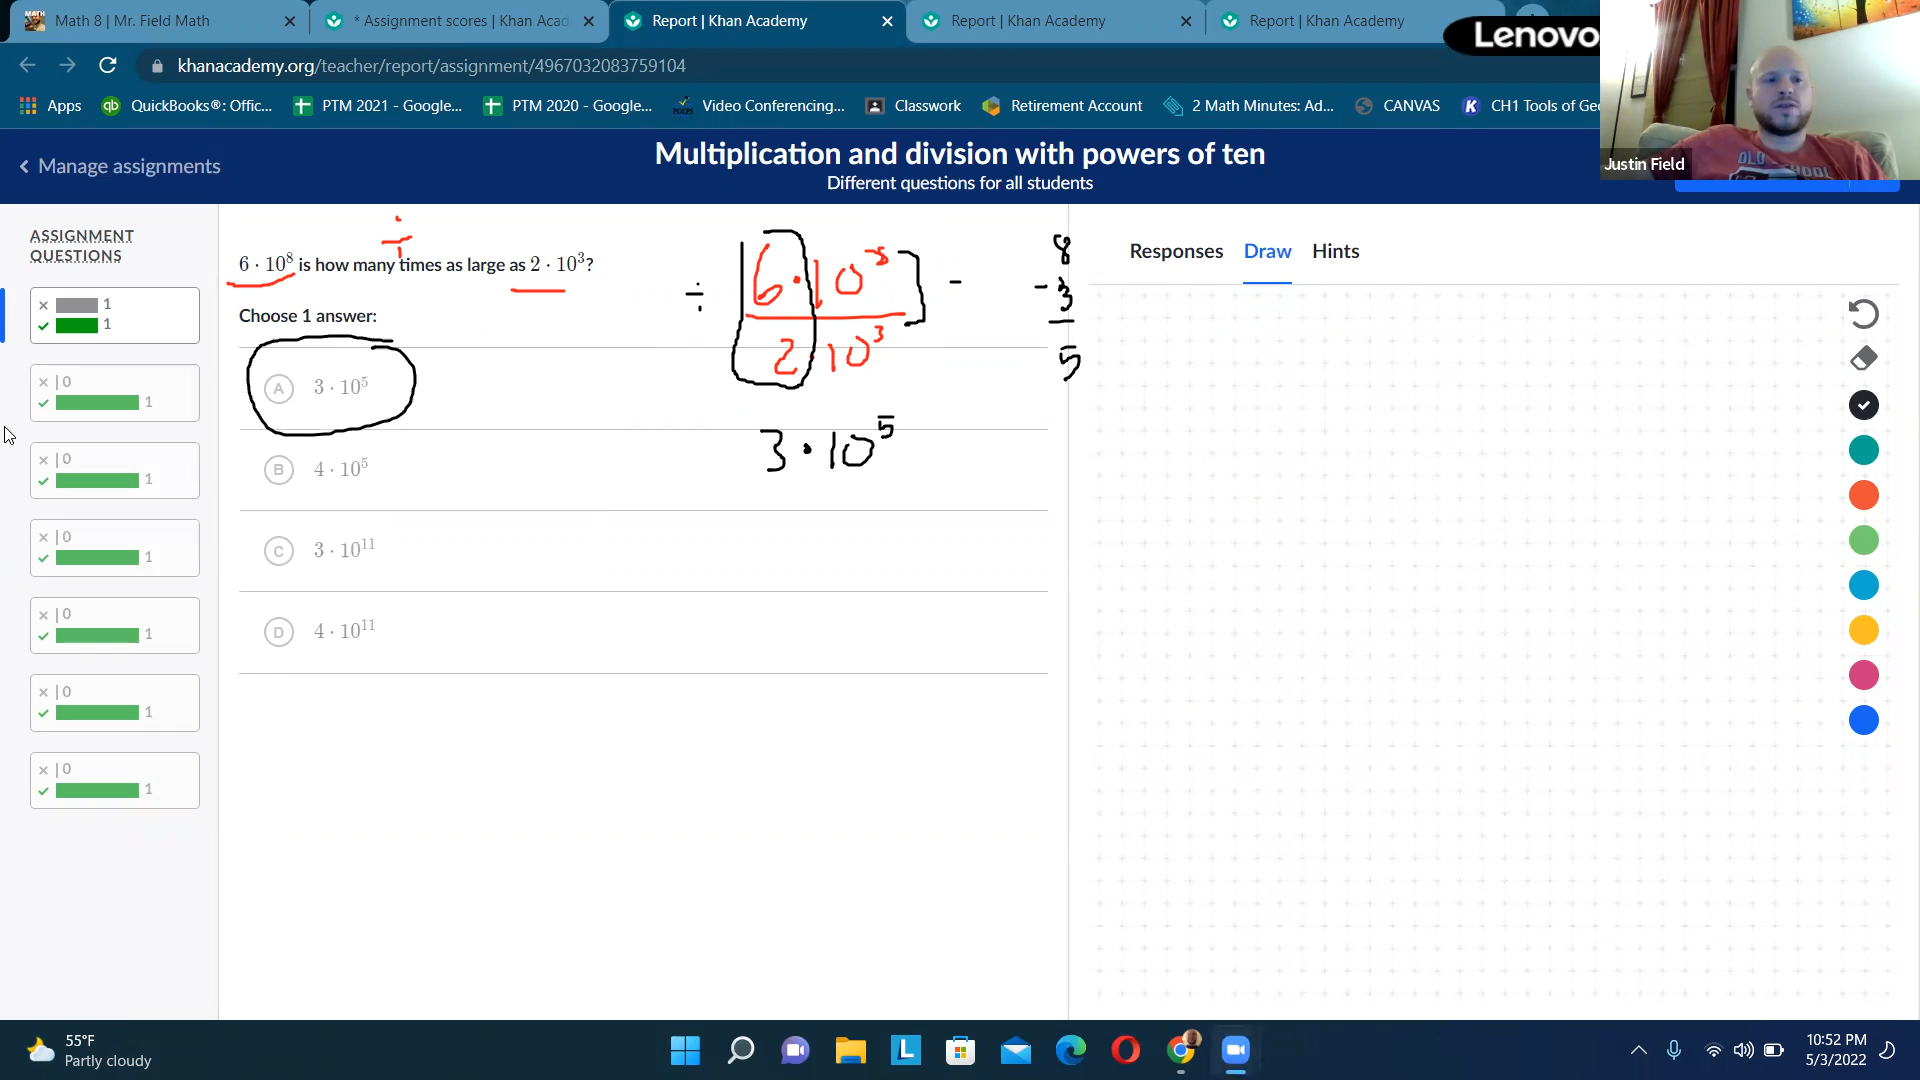 Math 8 | Mr. Field Math
* Assignment scores | Khan Acad
Report | Khan Academy
Report | Khan Academy
Report | Khan Academy
Lenovo
khanacademy.org/teacher/report/assignment/4967032083759104
Apps
QuickBooks®: Offic...
PTM 2021 - Google...
PTM 2020 - Google...
Video Conferencing...
Classwork
Retirement Account
2 Math Minutes: Ad...
CANVAS
CH1 Tools of Geo
OLD SCHOOL
Justin Field
Manage assignments
Multiplication and division with powers of ten
Different questions for all students
ASSIGNMENT
QUESTIONS
1
1
0
1
0
1
0
1
0
1
0
1
0
1
6 · 10⁸ is how many times as large as 2 · 10³?
Choose 1 answer:
A 3 · 10⁵
B 4 · 10⁵
C 3 · 10¹¹
D 4 · 10¹¹
÷
6 · 10⁸
2 · 10³
-
8
- 3
5
3 · 10⁵
Responses
Draw
Hints
55°F
Partly cloudy
L
10:52 PM
5/3/2022